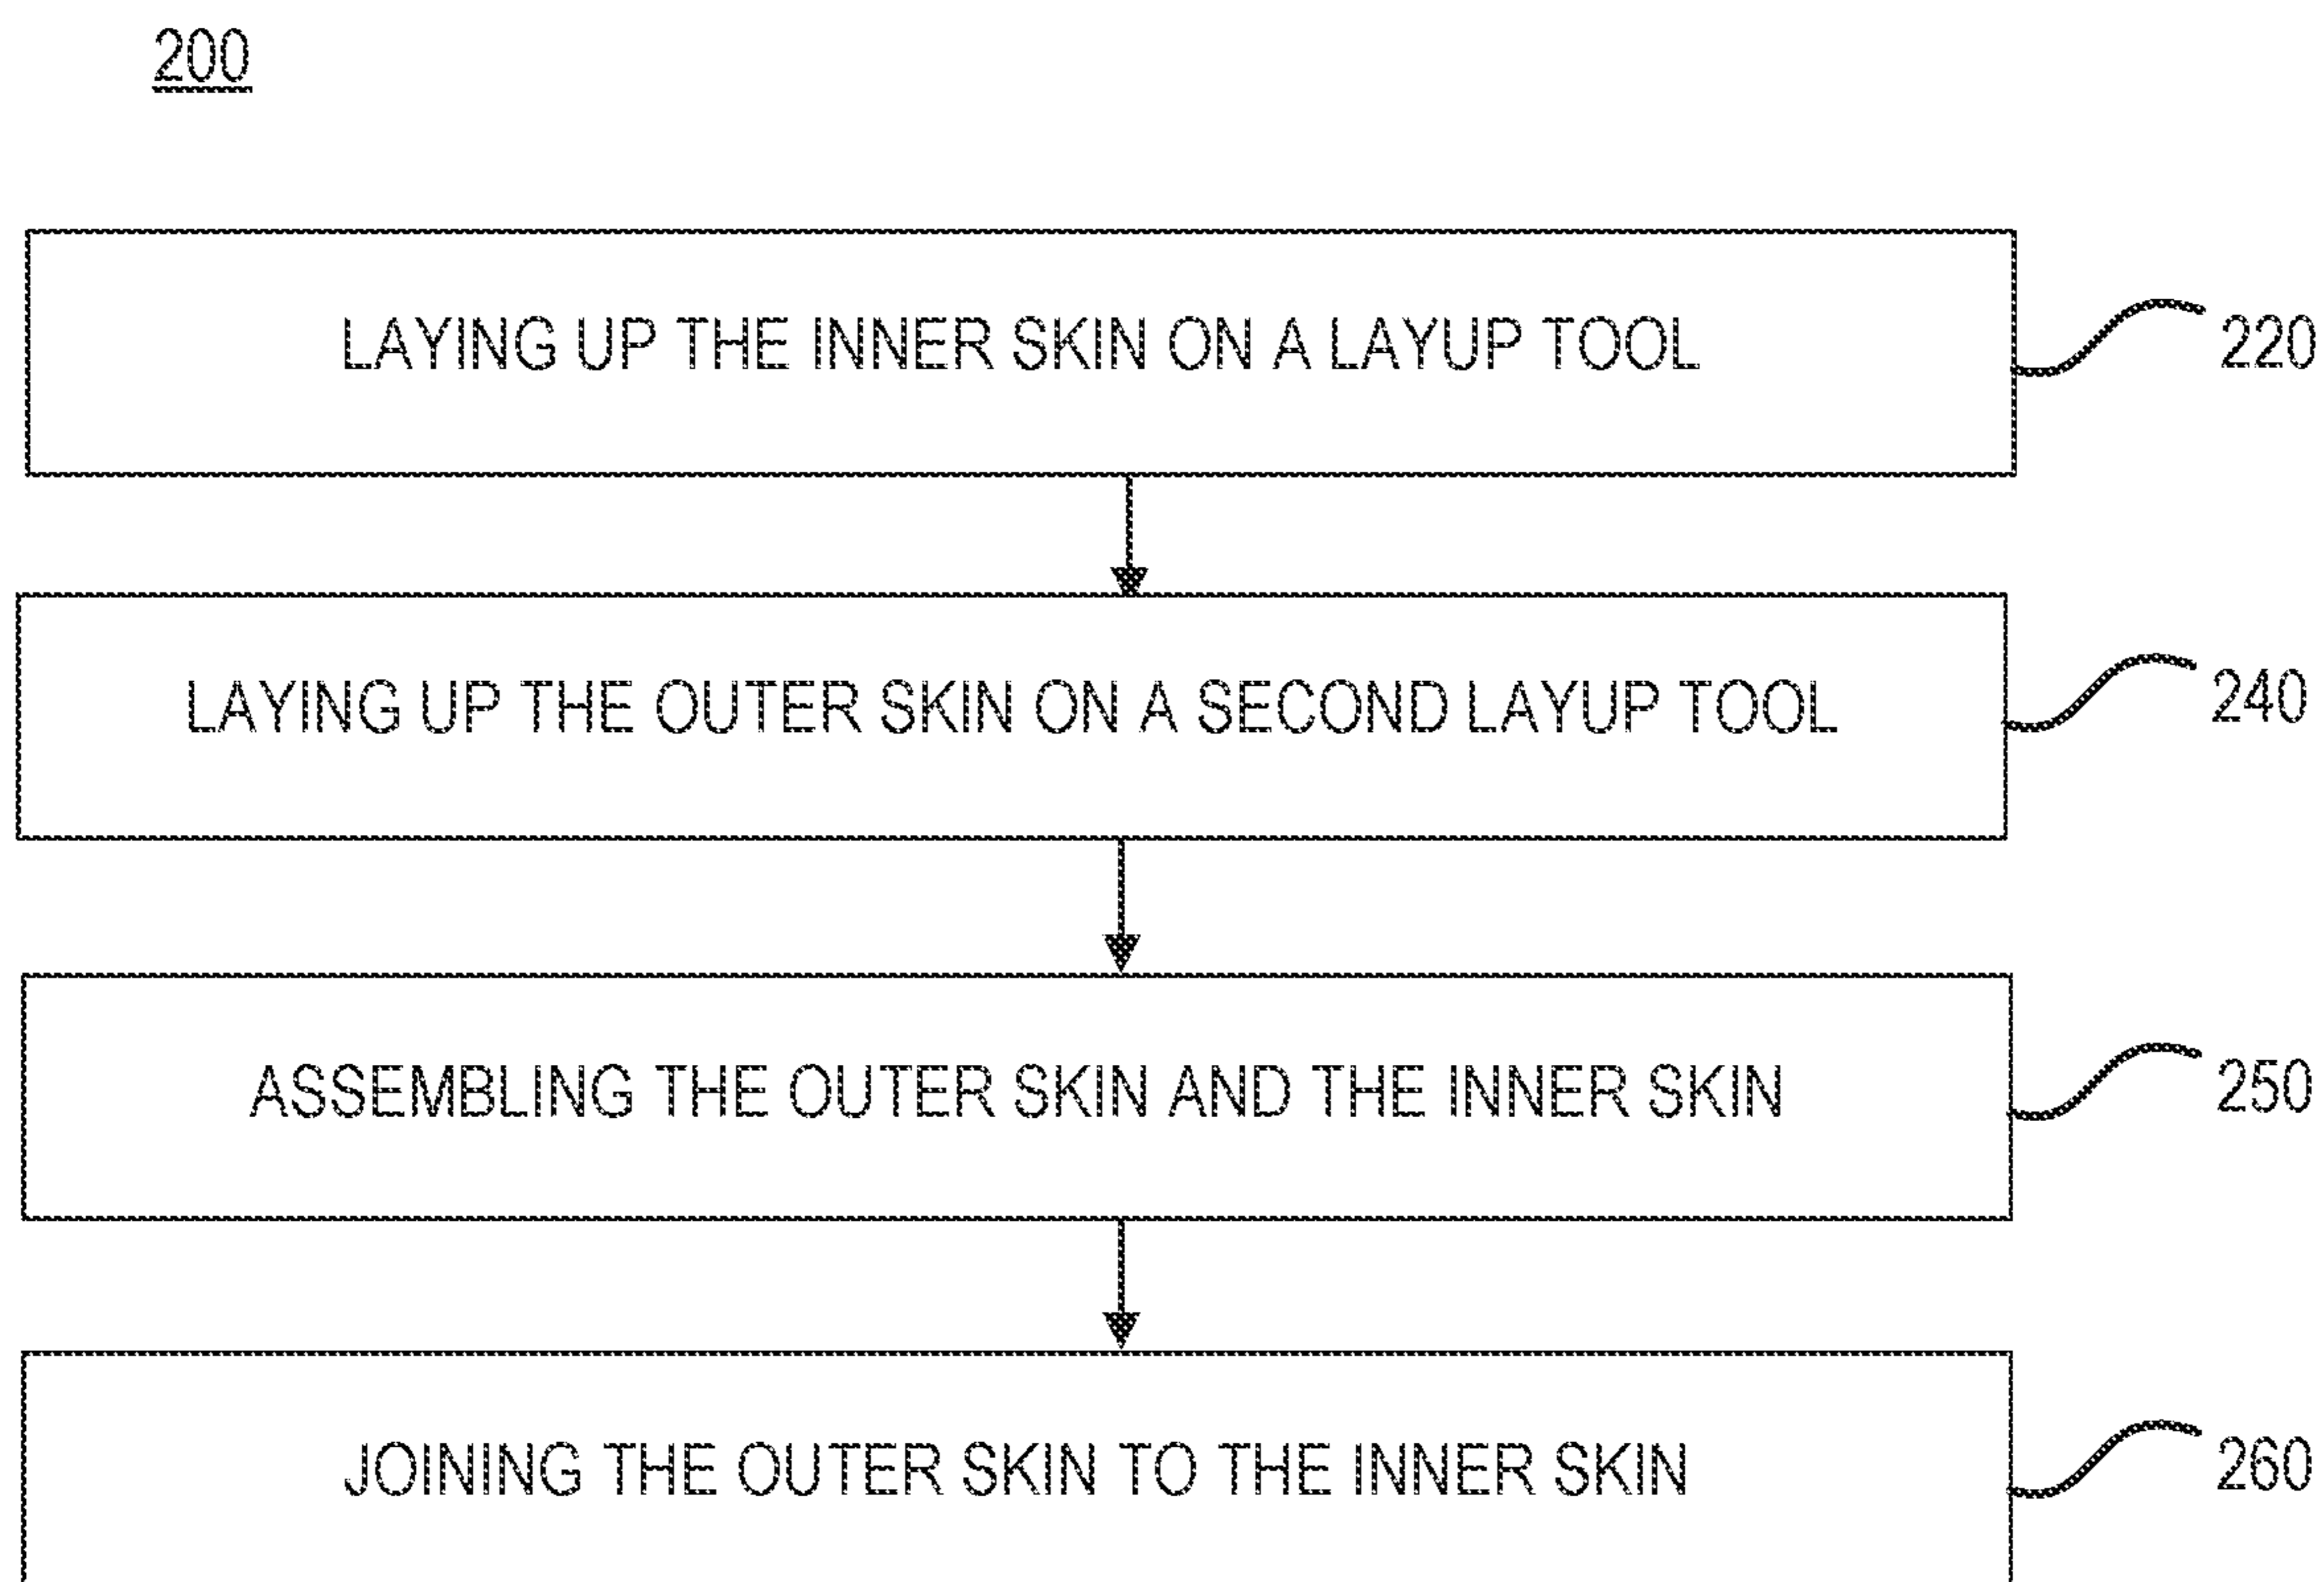 200
LAYING UP THE INNER SKIN ON A LAYUP TOOL
220
LAYING UP THE OUTER SKIN ON A SECOND LAYUP TOOL
240
ASSEMBLING THE OUTER SKIN AND THE INNER SKIN
250
JOINING THE OUTER SKIN TO THE INNER SKIN
260